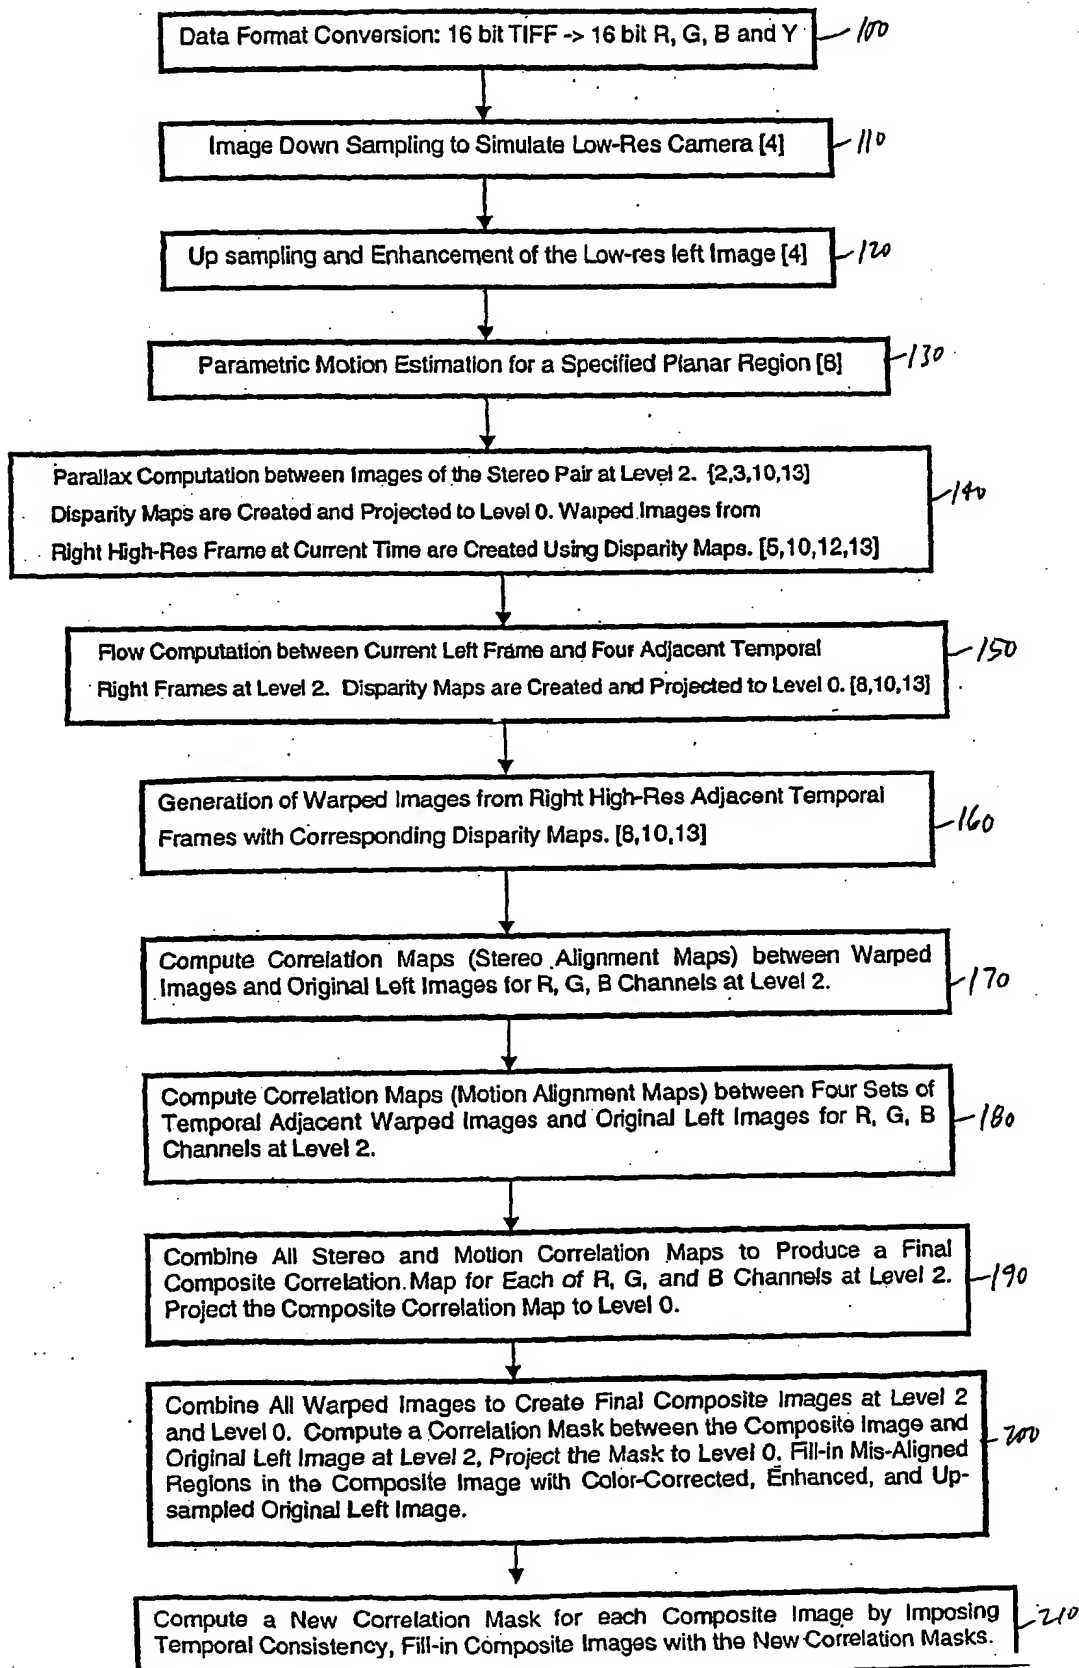 Data Format Conversion: 16 bit TIFF -> 16 bit R, G, B and Y
100
Image Down Sampling to Simulate Low-Res Camera [4]
110
Up sampling and Enhancement of the Low-res left Image [4]
120
Parametric Motion Estimation for a Specified Planar Region [6]
130
Parallax Computation between Images of the Stereo Pair at Level 2. {2,3,10,13]
Disparity Maps are Created and Projected to Level 0. Warped Images from
Right High-Res Frame at Current Time are Created Using Disparity Maps. [5,10,12,13]
140
Flow Computation between Current Left Frame and Four Adjacent Temporal
Right Frames at Level 2. Disparity Maps are Created and Projected to Level 0. [8,10,13]
150
Generation of Warped Images from Right High-Res Adjacent Temporal
Frames with Corresponding Disparity Maps. [8,10,13]
160
Compute Correlation Maps (Stereo Alignment Maps) between Warped
Images and Original Left Images for R, G, B Channels at Level 2.
170
Compute Correlation Maps (Motion Alignment Maps) between Four Sets of
Temporal Adjacent Warped Images and Original Left Images for R, G, B
Channels at Level 2.
180
Combine All Stereo and Motion Correlation Maps to Produce a Final
Composite Correlation Map for Each of R, G, and B Channels at Level 2.
Project the Composite Correlation Map to Level 0.
190
Combine All Warped Images to Create Final Composite Images at Level 2
and Level 0. Compute a Correlation Mask between the Composite Image and
Original Left Image at Level 2, Project the Mask to Level 0. Fill-in Mis-Aligned
Regions in the Composite Image with Color-Corrected, Enhanced, and Up-
sampled Original Left Image.
200
Compute a New Correlation Mask for each Composite Image by Imposing
Temporal Consistency, Fill-in Composite Images with the New Correlation Masks.
210